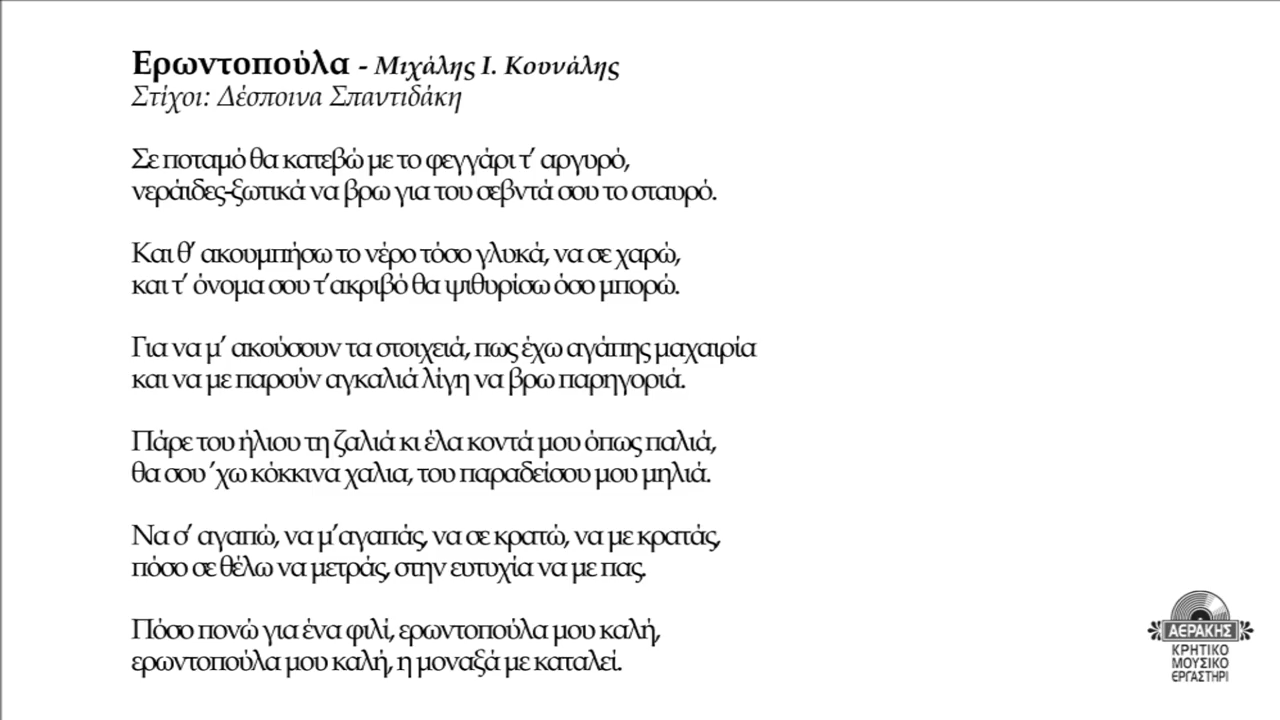 Ερωντοπούλα - Μιχάλης Ι. Κουνάλης
Στίχοι: Δέσποινα Σπαντιδάκη
Σε ποταμό θα κατεβώ με το φεγγάρι τ’ αργυρό,
νεράιδες-ξωτικά να βρω για του σεβντά σου το σταυρό.
Και θ’ ακουμπήσω το νέρο τόσο γλυκά, να σε χαρώ,
και τ’ όνομα σου τ’ακριβό θα ψιθυρίσω όσο μπορώ.
Για να μ’ ακούσουν τα στοιχειά, πως έχω αγάπης μαχαιρία
και να με παρούν αγκαλιά λίγη να βρω παρηγοριά.
Πάρε του ήλιου τη ζαλιά κι έλα κοντά μου όπως παλιά,
θα σου ’χω κόκκινα χαλια, του παραδείσου μου μηλιά.
Να σ’ αγαπώ, να μ’αγαπάς, να σε κρατώ, να με κρατάς,
πόσο σε θέλω να μετράς, στην ευτυχία να με πας.
Πόσο πονώ για ένα φιλί, ερωντοπούλα μου καλή,
ερωντοπούλα μου καλή, η μοναξά με καταλεί.
ΑΕΡΑΚΗΣ
ΚΡΗΤΙΚΟ
ΜΟΥΣΙΚΟ
ΕΡΓΑΣΤΗΡΙ